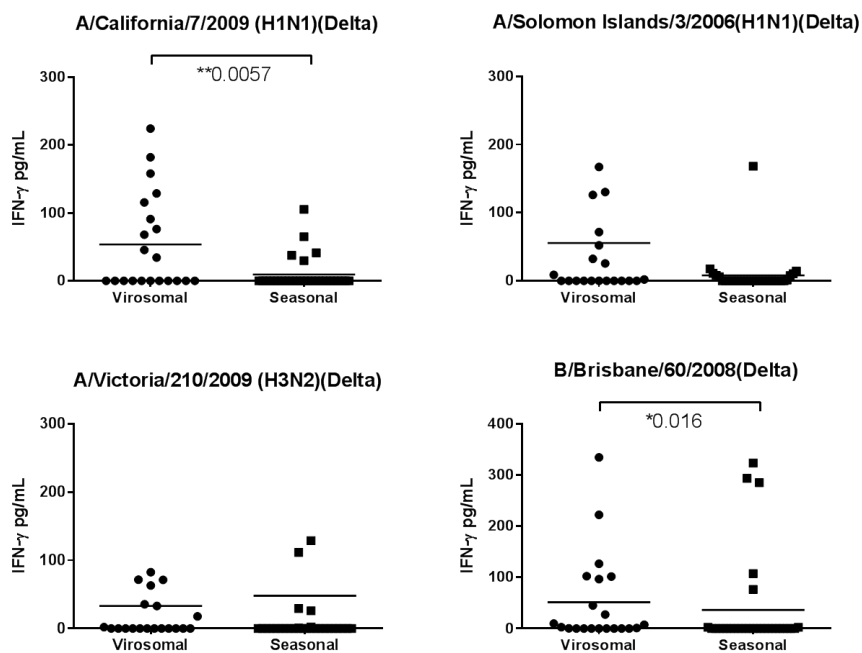 A/California/7/2009 (H1N1)(Delta)
**0.0057
IFN-γ pg/mL
300
200
100
0
Virosomal
Seasonal
A/Solomon Islands/3/2006(H1N1)(Delta)
IFN-γ pg/mL
300
200
100
0
Virosomal
Seasonal
A/Victoria/210/2009 (H3N2)(Delta)
IFN-γ pg/mL
300
200
100
0
Virosomal
Seasonal
B/Brisbane/60/2008(Delta)
*0.016
IFN-γ pg/mL
400
300
200
100
0
Virosomal
Seasonal